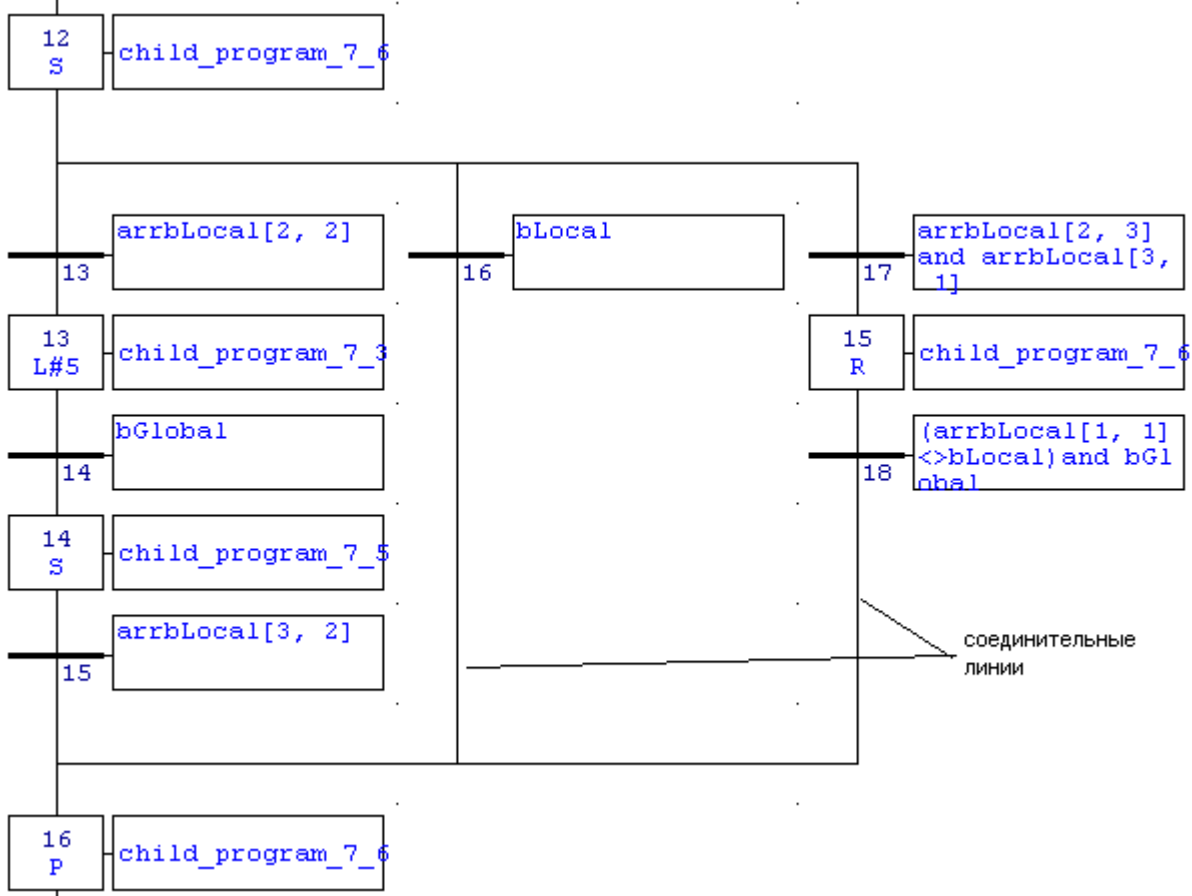 12
S
child_program_7_6
arrbLocal[2, 2]
13
bLocal
16
arrbLocal[2, 3]
and arrbLocal[3,
1]
17
13
L#5
child_program_7_3
15
R
child_program_7_6
bGlobal
14
(arrbLocal[1, 1]
<>bLocal)and bGl
obal
18
14
S
child_program_7_5
arrbLocal[3, 2]
15
соединительные
линии
16
P
child_program_7_6